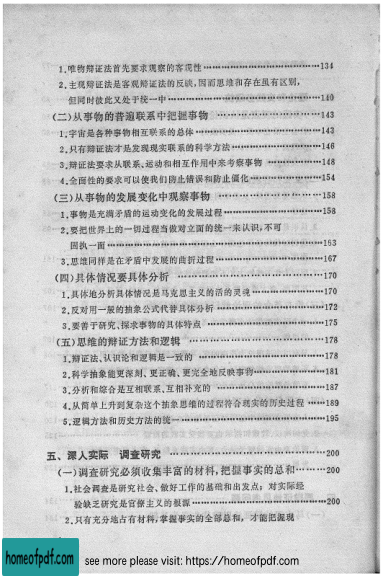 1.唯物辩证法首先要求观察的客观性……134
2.主观辩证法是客观辩证法的反映,因而思维和存在虽有区别,
但同时彼此又处于统一中……140
(二)从事物的普遍联系中把握事物……143
1.宇宙是各种事物相互联系的总体……143
2.只有辩证法才是发现现实联系的科学方法……146
3.辩证法要求从联系、运动和相互作用中来考察事物……148
4.全面性的要求可以使我们防止错误和防止僵化……154
(三)从事物的发展变化中观察事物……158
1.事物是充满矛盾的运动变化的发展过程……158
2.要把世界上的一切过程当做对立面的统一来认识,不可
固执一面……163
3.思维同样是在矛盾中发展的曲折过程……167
(四)具体情况要具体分析……170
1.具体地分析具体情况是马克思主义的活的灵魂……170
2.反对用一般的抽象公式代替具体分析……172
3.要善于研究、探求事物的具体特点……175
(五)思维的辩证方法和逻辑……178
1.辩证法、认识论和逻辑是一致的……178
2.科学抽象能更深刻、更正确、更完全地反映事物……181
3.分析和综合是互相联系、互相补充的……187
4.从简单上升到复杂这个抽象思维的过程符合现实的历史过程……189
5.逻辑方法和历史方法的统一……195
五、深入实际 调查研究……200
(一)调查研究必须收集丰富的材料,把握事实的总和……200
1.社会调查是研究社会、做好工作的基础和出发点;对实际经
验缺乏研究是官僚主义的根源……200
2.只有充分地占有材料,掌握事实的全部总和,才能把握现
homeofpdf.com
see more please visit: https://homeofpdf.com